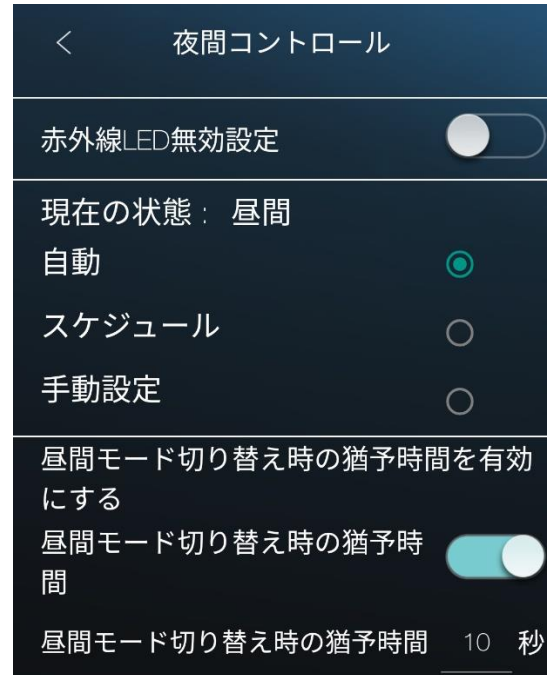 夜間コントロール
赤外線LED無効設定
現在の状態： 昼間
自動
スケジュール
手動設定
昼間モード切り替え時の猶予時間を有効
にする
昼間モード切り替え時の猶予時
間
昼間モード切り替え時の猶予時間 10 秒